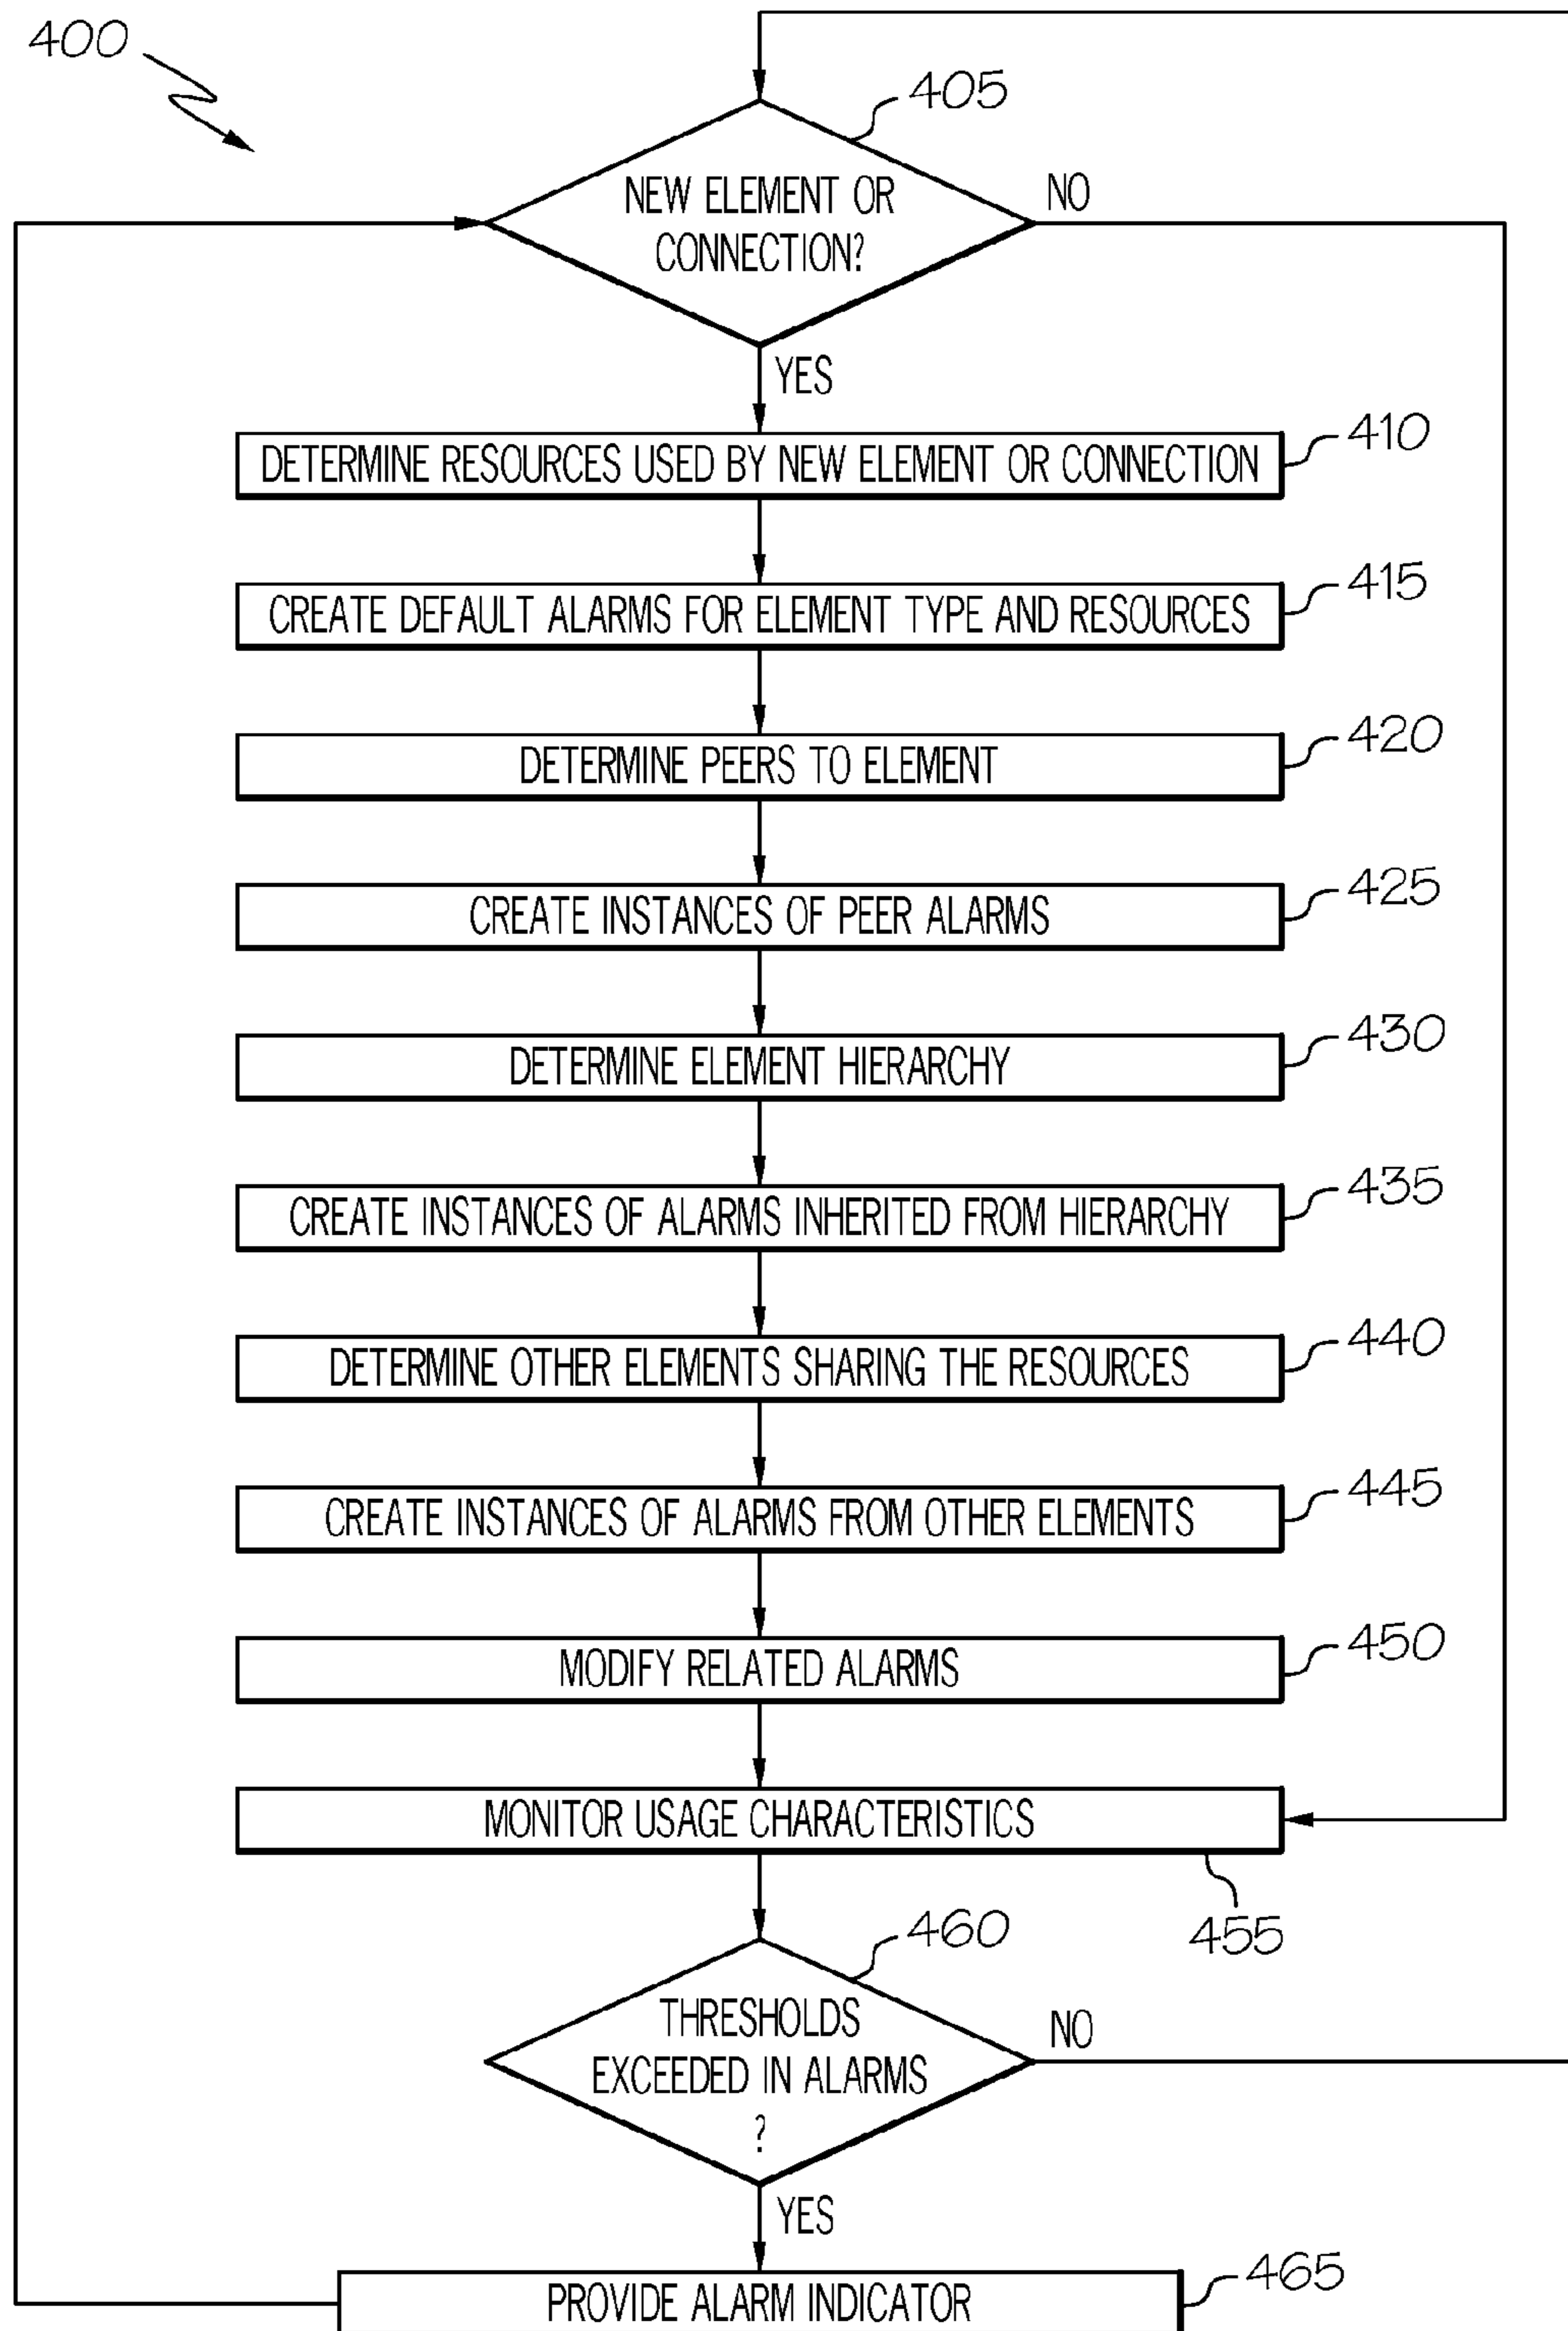 400
405
NEW ELEMENT OR
CONNECTION?
NO
YES
DETERMINE RESOURCES USED BY NEW ELEMENT OR CONNECTION
410
CREATE DEFAULT ALARMS FOR ELEMENT TYPE AND RESOURCES
415
DETERMINE PEERS TO ELEMENT
420
CREATE INSTANCES OF PEER ALARMS
425
DETERMINE ELEMENT HIERARCHY
430
CREATE INSTANCES OF ALARMS INHERITED FROM HIERARCHY
435
DETERMINE OTHER ELEMENTS SHARING THE RESOURCES
440
CREATE INSTANCES OF ALARMS FROM OTHER ELEMENTS
445
MODIFY RELATED ALARMS
450
MONITOR USAGE CHARACTERISTICS
455
460
THRESHOLDS
EXCEEDED IN ALARMS
?
NO
YES
PROVIDE ALARM INDICATOR
465